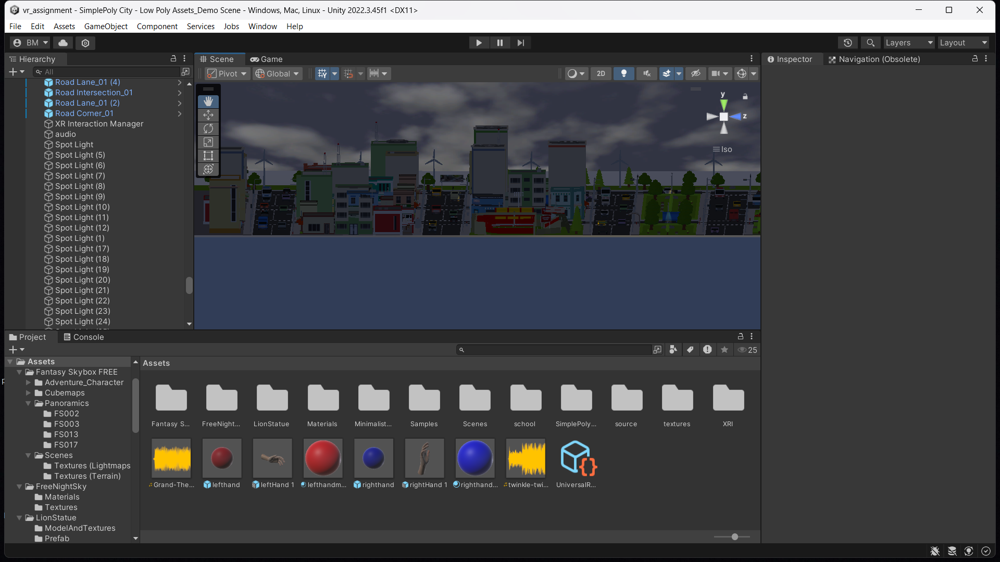 vr_assignment - SimplePoly City - Low Poly Assets_Demo Scene - Windows, Mac, Linux - Unity 2022.3.45f1 <DX11>
File Edit Assets GameObject Component Services Jobs Window Help
BM Layers Layout
Hierarchy
All
Road Lane_01 (4)
Road Intersection_01
Road Lane_01 (2)
Road Corner_01
XR Interaction Manager
audio
Spot Light
Spot Light (5)
Spot Light (6)
Spot Light (7)
Spot Light (8)
Spot Light (9)
Spot Light (10)
Spot Light (11)
Spot Light (12)
Spot Light (1)
Spot Light (17)
Spot Light (18)
Spot Light (19)
Spot Light (20)
Spot Light (21)
Spot Light (22)
Spot Light (23)
Spot Light (24)
Scene Game
Pivot Global 2D
y
z
Iso
Inspector Navigation (Obsolete)
Project Console
25
Assets
Fantasy Skybox FREE
Adventure_Character
Cubemaps
Panoramics
FS002
FS003
FS013
FS017
Scenes
Textures (Lightmaps
Textures (Terrain)
FreeNightSky
Materials
Textures
LionStatue
ModelAndTextures
Prefab
Assets
Fantasy S... FreeNight... LionStatue Materials Minimalist... Samples Scenes school SimplePoly... source textures XRI
Grand-The... lefthand leftHand 1 lefthandm... righthand rightHand 1 righthand... twinkle-twi... UniversalR...